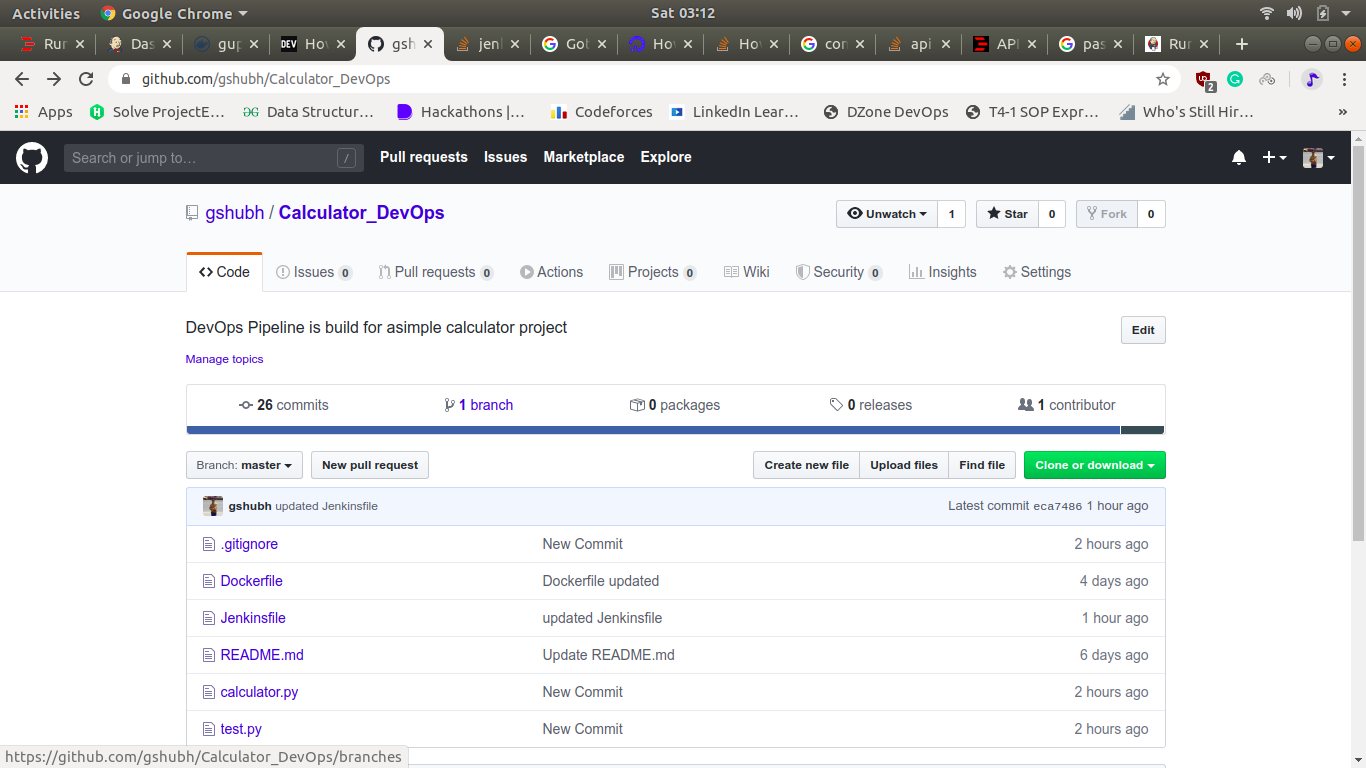 Activities Google Chrome Sat 03:12
Run Das gup DEV Hov gsh jenl Got Hov Hov con api API pas Rur
github.com/gshubh/Calculator_DevOps 2
Apps Solve ProjectE... Data Structur... Hackathons |... Codeforces LinkedIn Lear... DZone DevOps T4-1 SOP Expr... Who's Still Hir... »
Search or jump to... / Pull requests Issues Marketplace Explore
gshubh / Calculator_DevOps Unwatch 1 Star 0 Fork 0
Code Issues 0 Pull requests 0 Actions Projects 0 Wiki Security 0 Insights Settings
DevOps Pipeline is build for asimple calculator project Edit
Manage topics
26 commits 1 branch 0 packages 0 releases 1 contributor
Branch: master New pull request Create new file Upload files Find file Clone or download
gshubh updated Jenkinsfile Latest commit eca7486 1 hour ago
.gitignore New Commit 2 hours ago
Dockerfile Dockerfile updated 4 days ago
Jenkinsfile updated Jenkinsfile 1 hour ago
README.md Update README.md 6 days ago
calculator.py New Commit 2 hours ago
test.py New Commit 2 hours ago
https://github.com/gshubh/Calculator_DevOps/branches